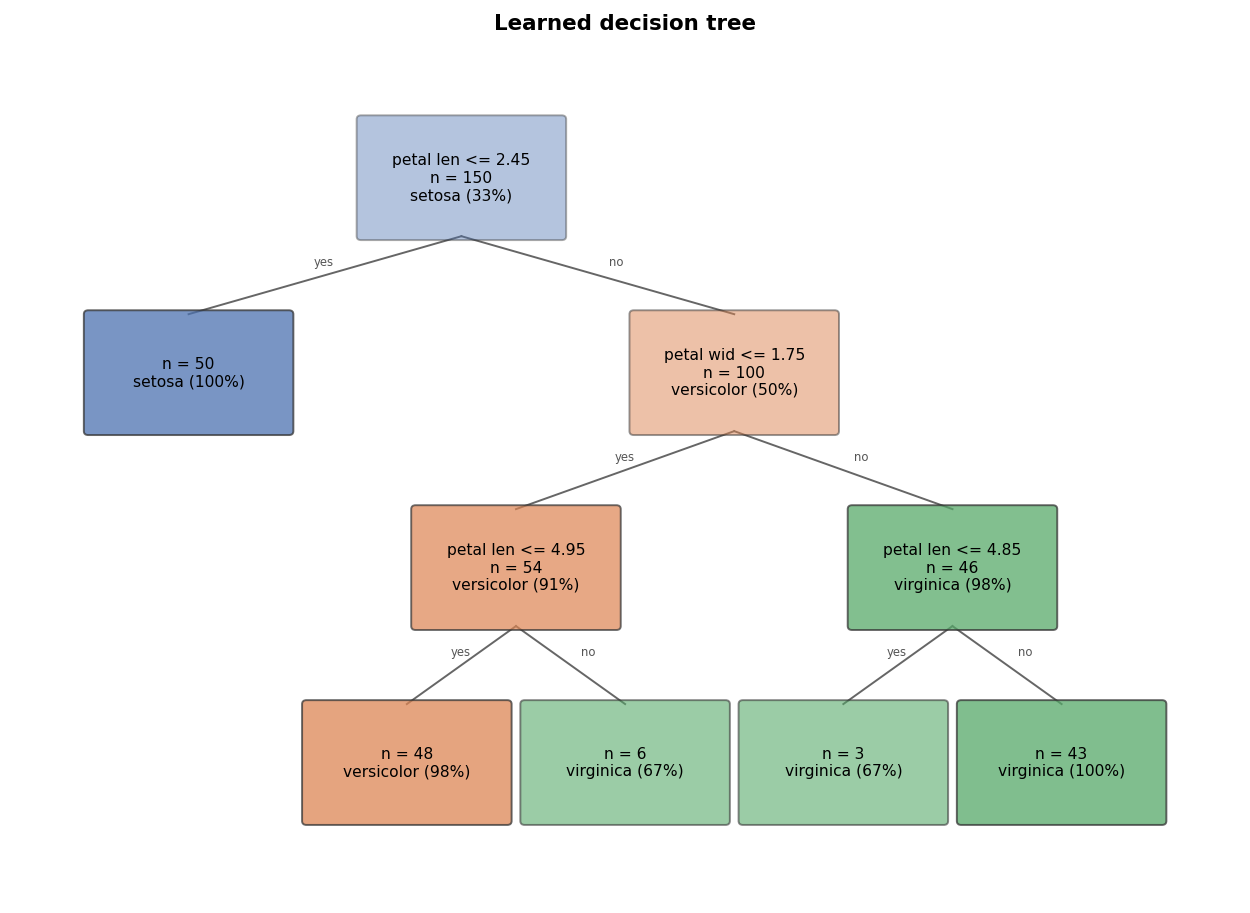 Learned decision tree
petal len <= 2.45
n = 150
setosa (33%)
yes
no
n = 50
setosa (100%)
petal wid <= 1.75
n = 100
versicolor (50%)
yes
no
petal len <= 4.95
n = 54
versicolor (91%)
petal len <= 4.85
n = 46
virginica (98%)
yes
no
yes
no
n = 48
versicolor (98%)
n = 6
virginica (67%)
n = 3
virginica (67%)
n = 43
virginica (100%)